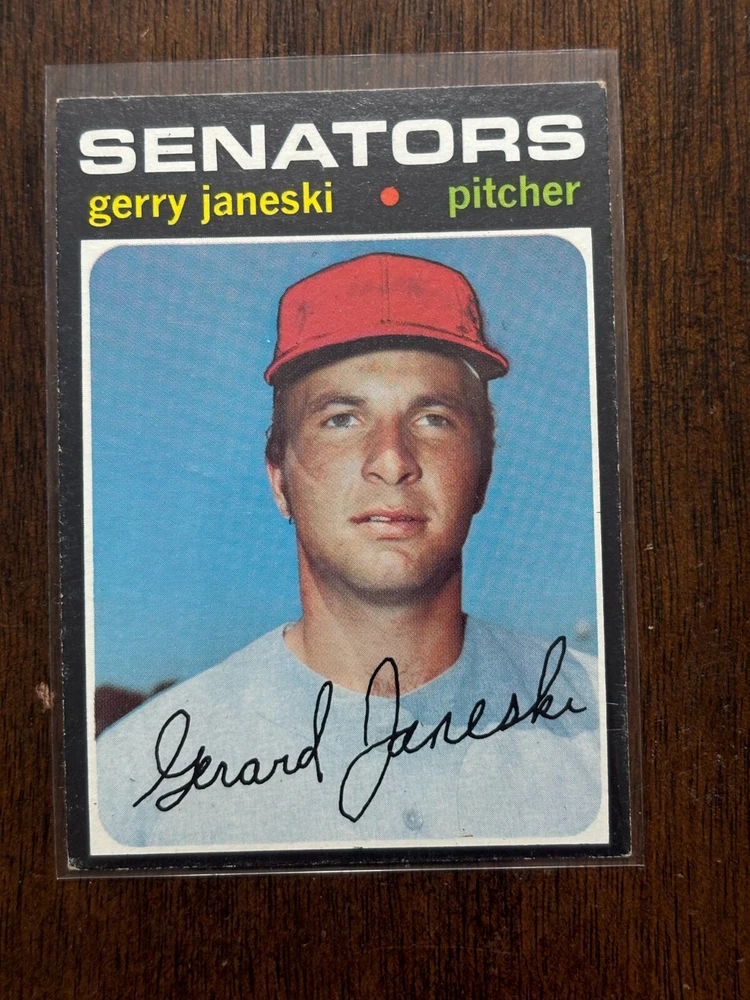 SENATORS
gerry janeski • pitcher
Gerard Janeski